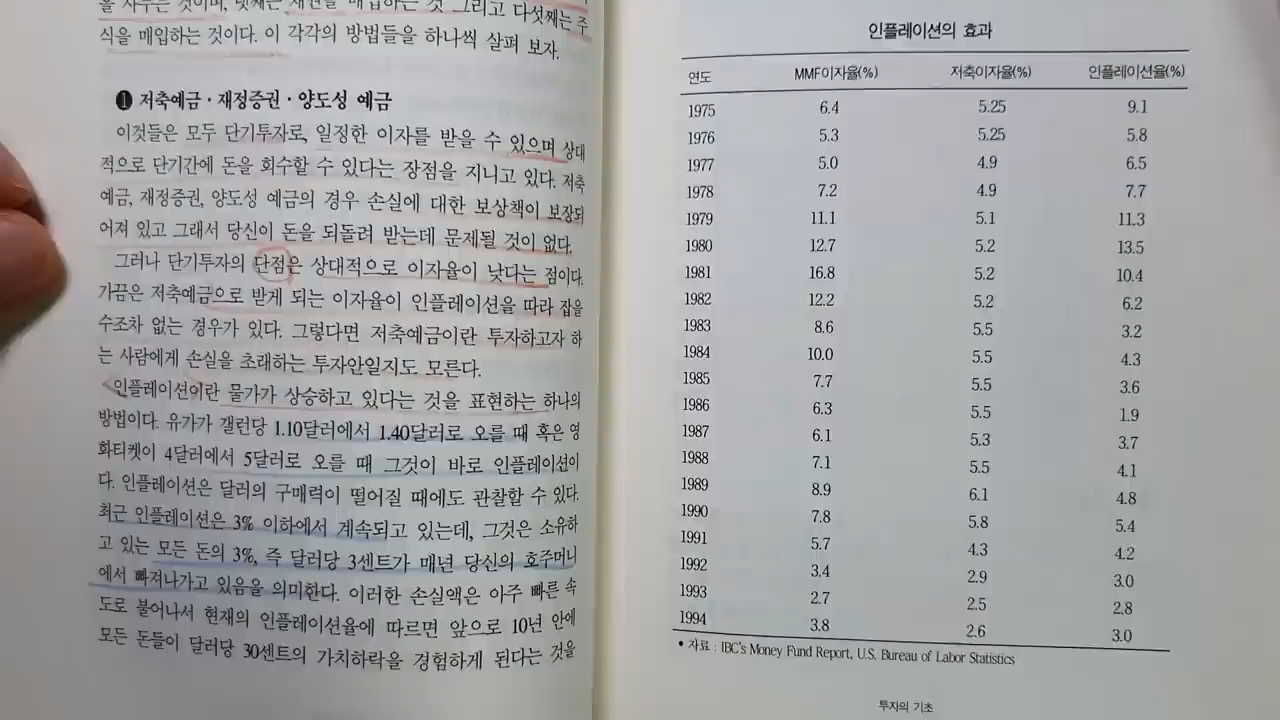 을 사두는 것이며, 넷째는 채권을 매입하는 것 그리고 다섯째는 주
식을 매입하는 것이다. 이 각각의 방법들을 하나씩 살펴 보자.
❶ 저축예금·재정증권·양도성 예금
이것들은 모두 단기투자로, 일정한 이자를 받을 수 있으며 상대
적으로 단기간에 돈을 회수할 수 있다는 장점을 지니고 있다. 저축
예금, 재정증권, 양도성 예금의 경우 손실에 대한 보상책이 보장되
어져 있고 그래서 당신이 돈을 되돌려 받는데 문제될 것이 없다.
그러나 단기투자의 단점은 상대적으로 이자율이 낮다는 점이다.
가끔은 저축예금으로 받게 되는 이자율이 인플레이션을 따라 잡을
수조차 없는 경우가 있다. 그렇다면 저축예금이란 투자하고자 하
는 사람에게 손실을 초래하는 투자안일지도 모른다.
인플레이션이란 물가가 상승하고 있다는 것을 표현하는 하나의
방법이다. 유가가 갤런당 1.10달러에서 1.40달러로 오를 때 혹은 영
화티켓이 4달러에서 5달러로 오를 때 그것이 바로 인플레이션이
다. 인플레이션은 달러의 구매력이 떨어질 때에도 관찰할 수 있다.
최근 인플레이션은 3% 이하에서 계속되고 있는데, 그것은 소유하
고 있는 모든 돈의 3%, 즉 달러당 3센트가 매년 당신의 호주머니
에서 빠져나가고 있음을 의미한다. 이러한 손실액은 아주 빠른 속
도로 불어나서 현재의 인플레이션율에 따르면 앞으로 10년 안에
모든 돈들이 달러당 30센트의 가치하락을 경험하게 된다는 것을
인플레이션의 효과
연도 MMF이자율(%) 저축이자율(%) 인플레이션율(%)
1975 6.4 5.25 9.1
1976 5.3 5.25 5.8
1977 5.0 4.9 6.5
1978 7.2 4.9 7.7
1979 11.1 5.1 11.3
1980 12.7 5.2 13.5
1981 16.8 5.2 10.4
1982 12.2 5.2 6.2
1983 8.6 5.5 3.2
1984 10.0 5.5 4.3
1985 7.7 5.5 3.6
1986 6.3 5.5 1.9
1987 6.1 5.3 3.7
1988 7.1 5.5 4.1
1989 8.9 6.1 4.8
1990 7.8 5.8 5.4
1991 5.7 4.3 4.2
1992 3.4 2.9 3.0
1993 2.7 2.5 2.8
1994 3.8 2.6 3.0
• 자료 : IBC's Money Fund Report, U.S. Bureau of Labor Statistics
투자의 기초